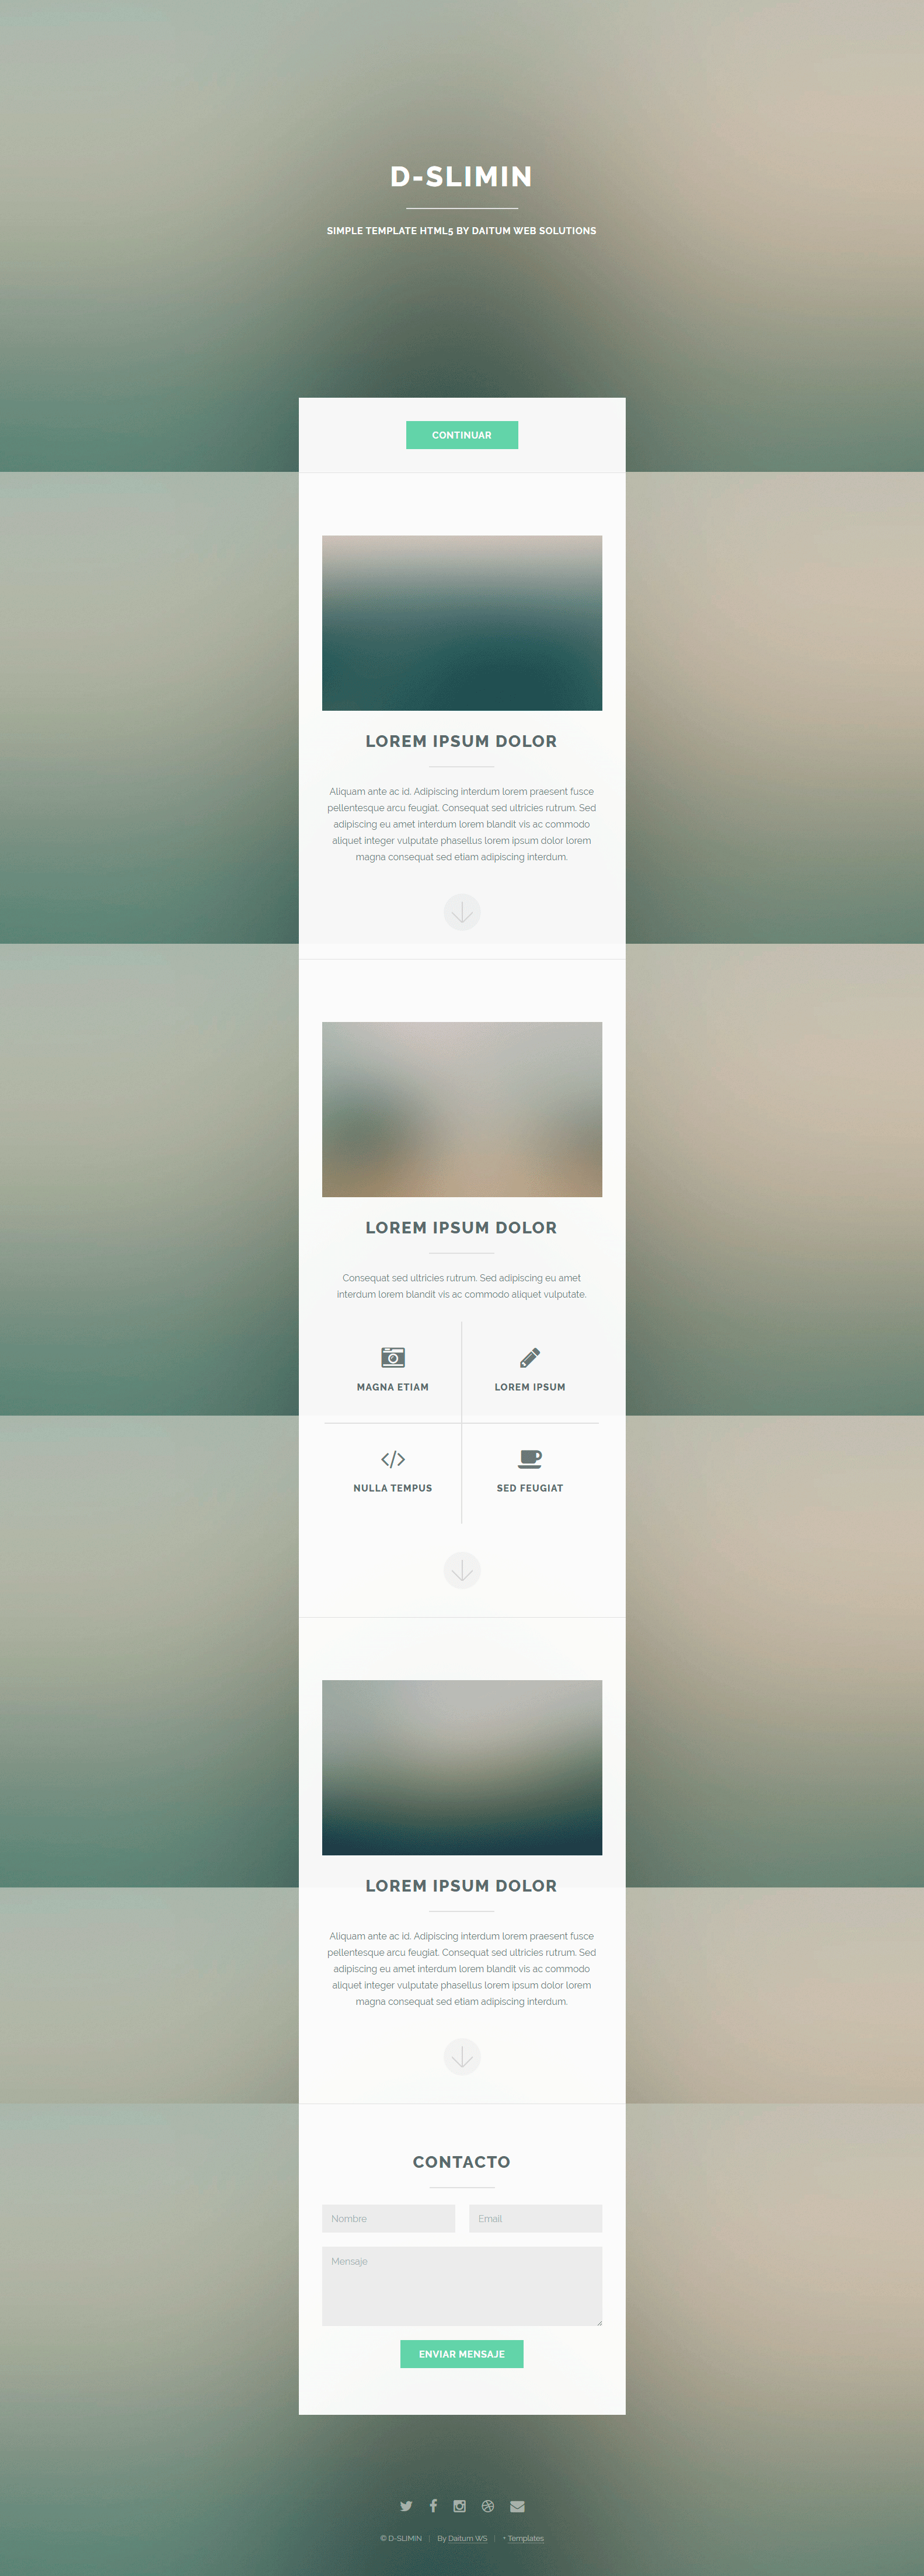 D-SLIMIN
SIMPLE TEMPLATE HTML5 BY DAITUM WEB SOLUTIONS
CONTINUAR
LOREM IPSUM DOLOR
Aliquam ante ac id. Adipiscing interdum lorem praesent fusce
pellentesque arcu feugiat. Consequat sed ultricies rutrum. Sed
adipiscing eu amet interdum lorem blandit vis ac commodo
aliquet integer vulputate phasellus lorem ipsum dolor lorem
magna consequat sed etiam adipiscing interdum.
LOREM IPSUM DOLOR
Consequat sed ultricies rutrum. Sed adipiscing eu amet
interdum lorem blandit vis ac commodo aliquet vulputate.
MAGNA ETIAM
LOREM IPSUM
NULLA TEMPUS
SED FEUGIAT
LOREM IPSUM DOLOR
Aliquam ante ac id. Adipiscing interdum lorem praesent fusce
pellentesque arcu feugiat. Consequat sed ultricies rutrum. Sed
adipiscing eu amet interdum lorem blandit vis ac commodo
aliquet integer vulputate phasellus lorem ipsum dolor lorem
magna consequat sed etiam adipiscing interdum.
CONTACTO
Nombre
Email
Mensaje
ENVIAR MENSAJE
© D-SLIMIN | By Daitum WS | + Templates